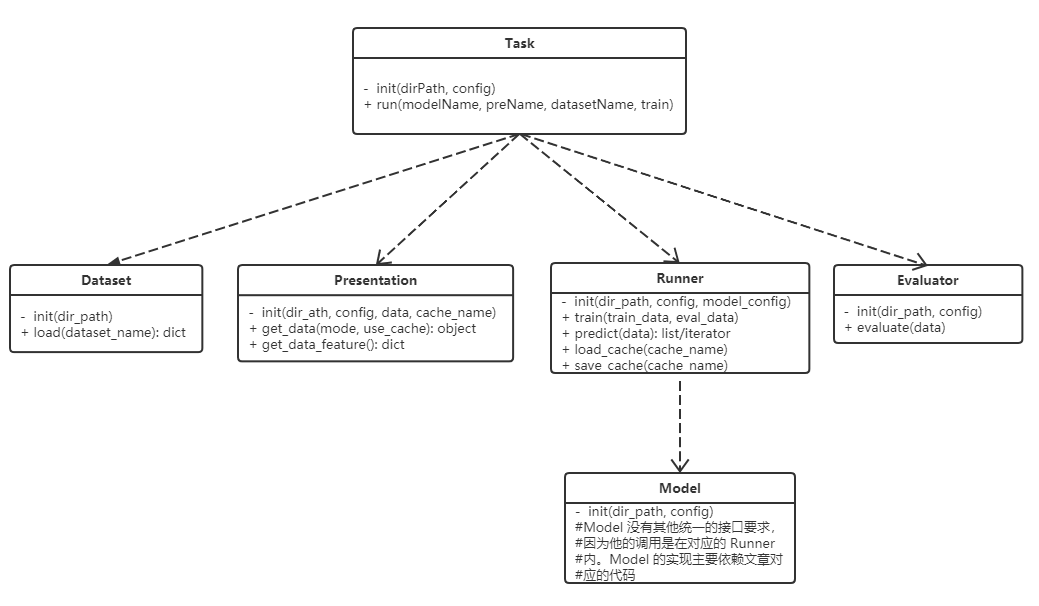 Task
- init(dirPath, config)
+ run(modelName, preName, datasetName, train)
Dataset
- init(dir_path)
+ load(dataset_name): dict
Presentation
- init(dir_ath, config, data, cache_name)
+ get_data(mode, use_cache): object
+ get_data_feature(): dict
Runner
- init(dir_path, config, model_config)
+ train(train_data, eval_data)
+ predict(data): list/iterator
+ load_cache(cache_name)
+ save_cache(cache_name)
Evaluator
- init(dir_path, config)
+ evaluate(data)
Model
- init(dir_path, config)
#Model 没有其他统一的接口要求，
#因为他的调用是在对应的 Runner
#内。Model 的实现主要依赖文章对
#应的代码